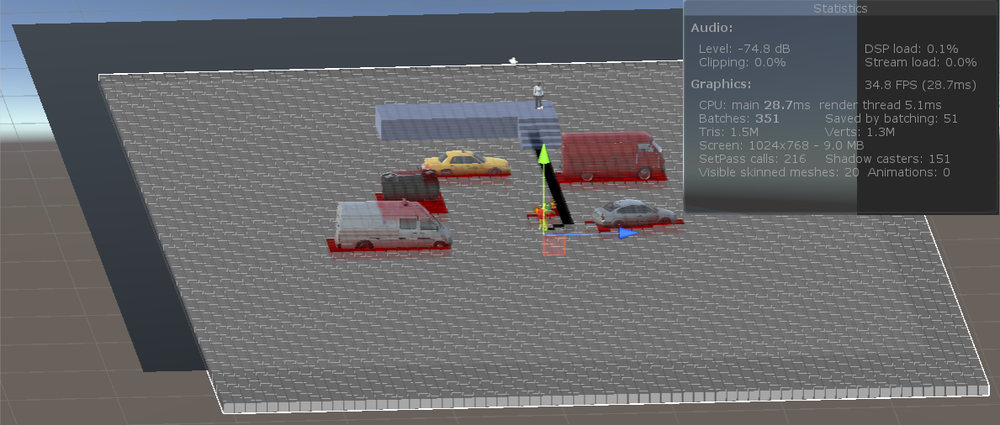 Statistics
Audio:
Level: -74.8 dB DSP load: 0.1%
Clipping: 0.0% Stream load: 0.0%
Graphics: 34.8 FPS (28.7ms)
CPU: main 28.7ms render thread 5.1ms
Batches: 351 Saved by batching: 51
Tris: 1.5M Verts: 1.3M
Screen: 1024x768 - 9.0 MB
SetPass calls: 216 Shadow casters: 151
Visible skinned meshes: 20 Animations: 0